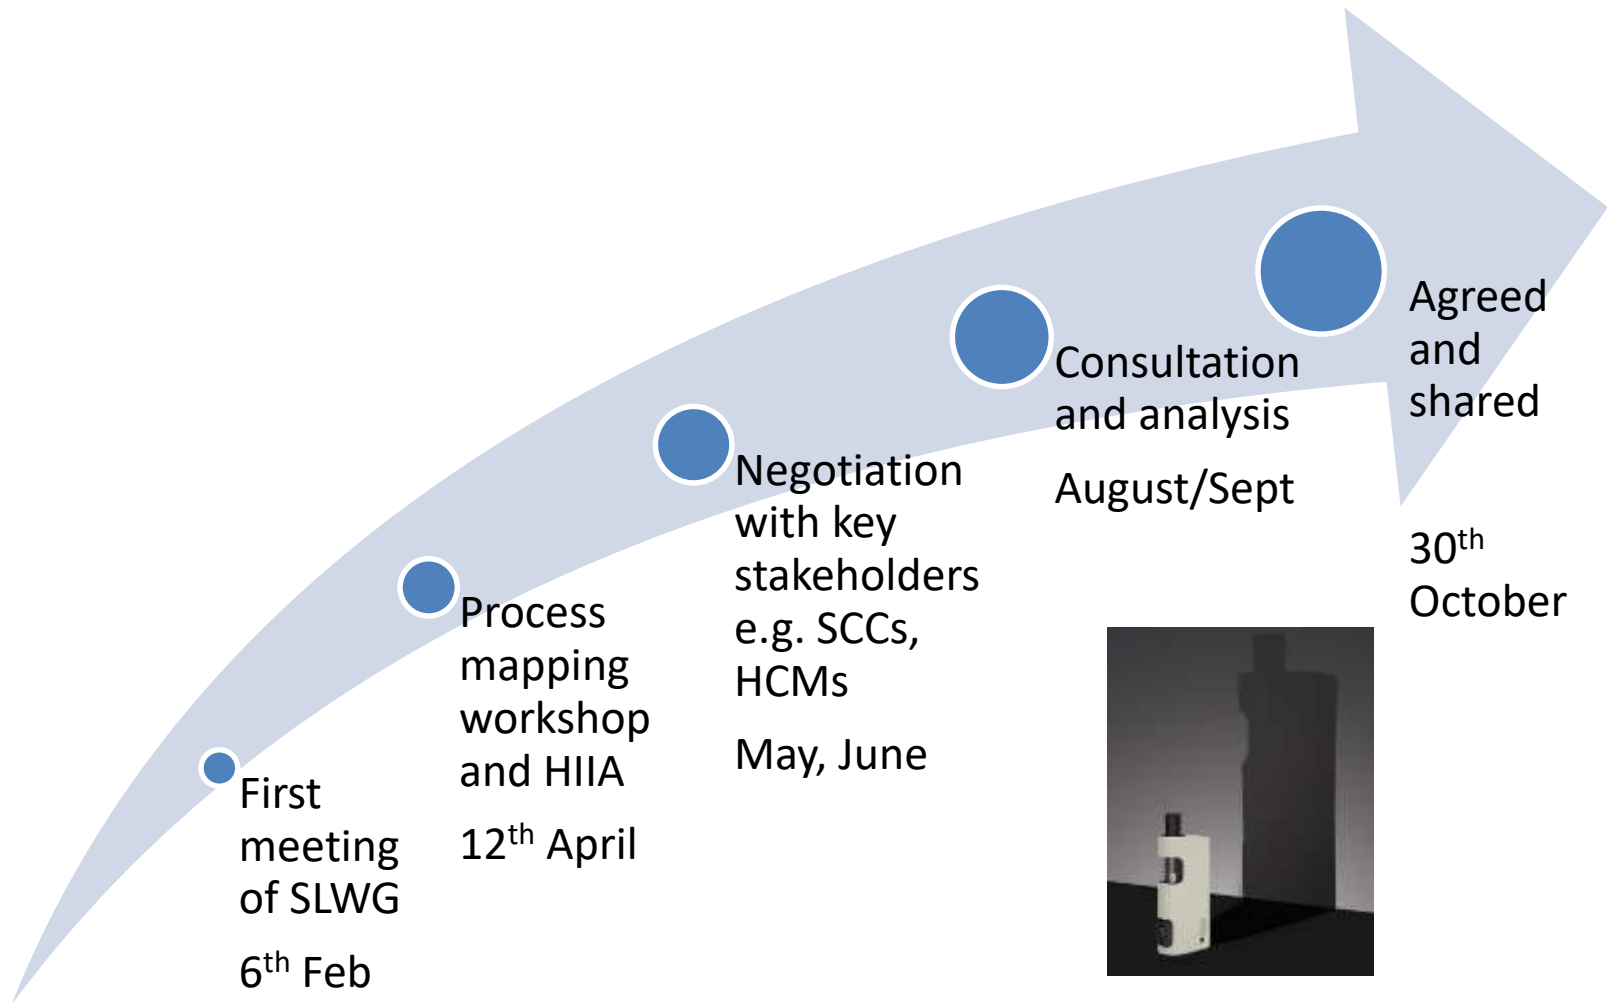 First
meeting
of SLWG
6th Feb
Process
mapping
workshop
and HIIA
12th April
Negotiation
with key
stakeholders
e.g. SCCs,
HCMs
May, June
Consultation
and analysis
August/Sept
Agreed
and
shared
30th
October